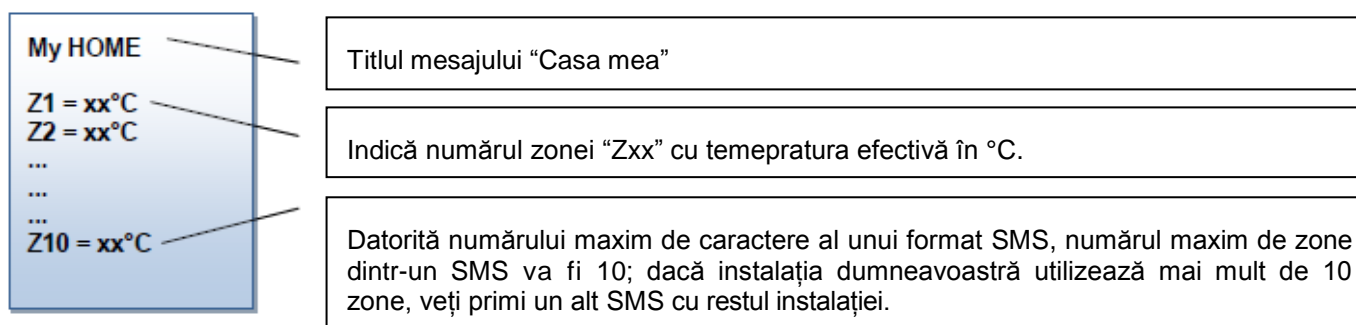 My HOME
Z1 = xx°C
Z2 = xx°C
...
...
...
Z10 = xx°C
Titlul mesajului “Casa mea”
Indică numărul zonei “Zxx” cu temepratura efectivă în °C.
Datorită numărului maxim de caractere al unui format SMS, numărul maxim de zone
dintr-un SMS va fi 10; dacă instalația dumneavoastră utilizează mai mult de 10
zone, veți primi un alt SMS cu restul instalației.